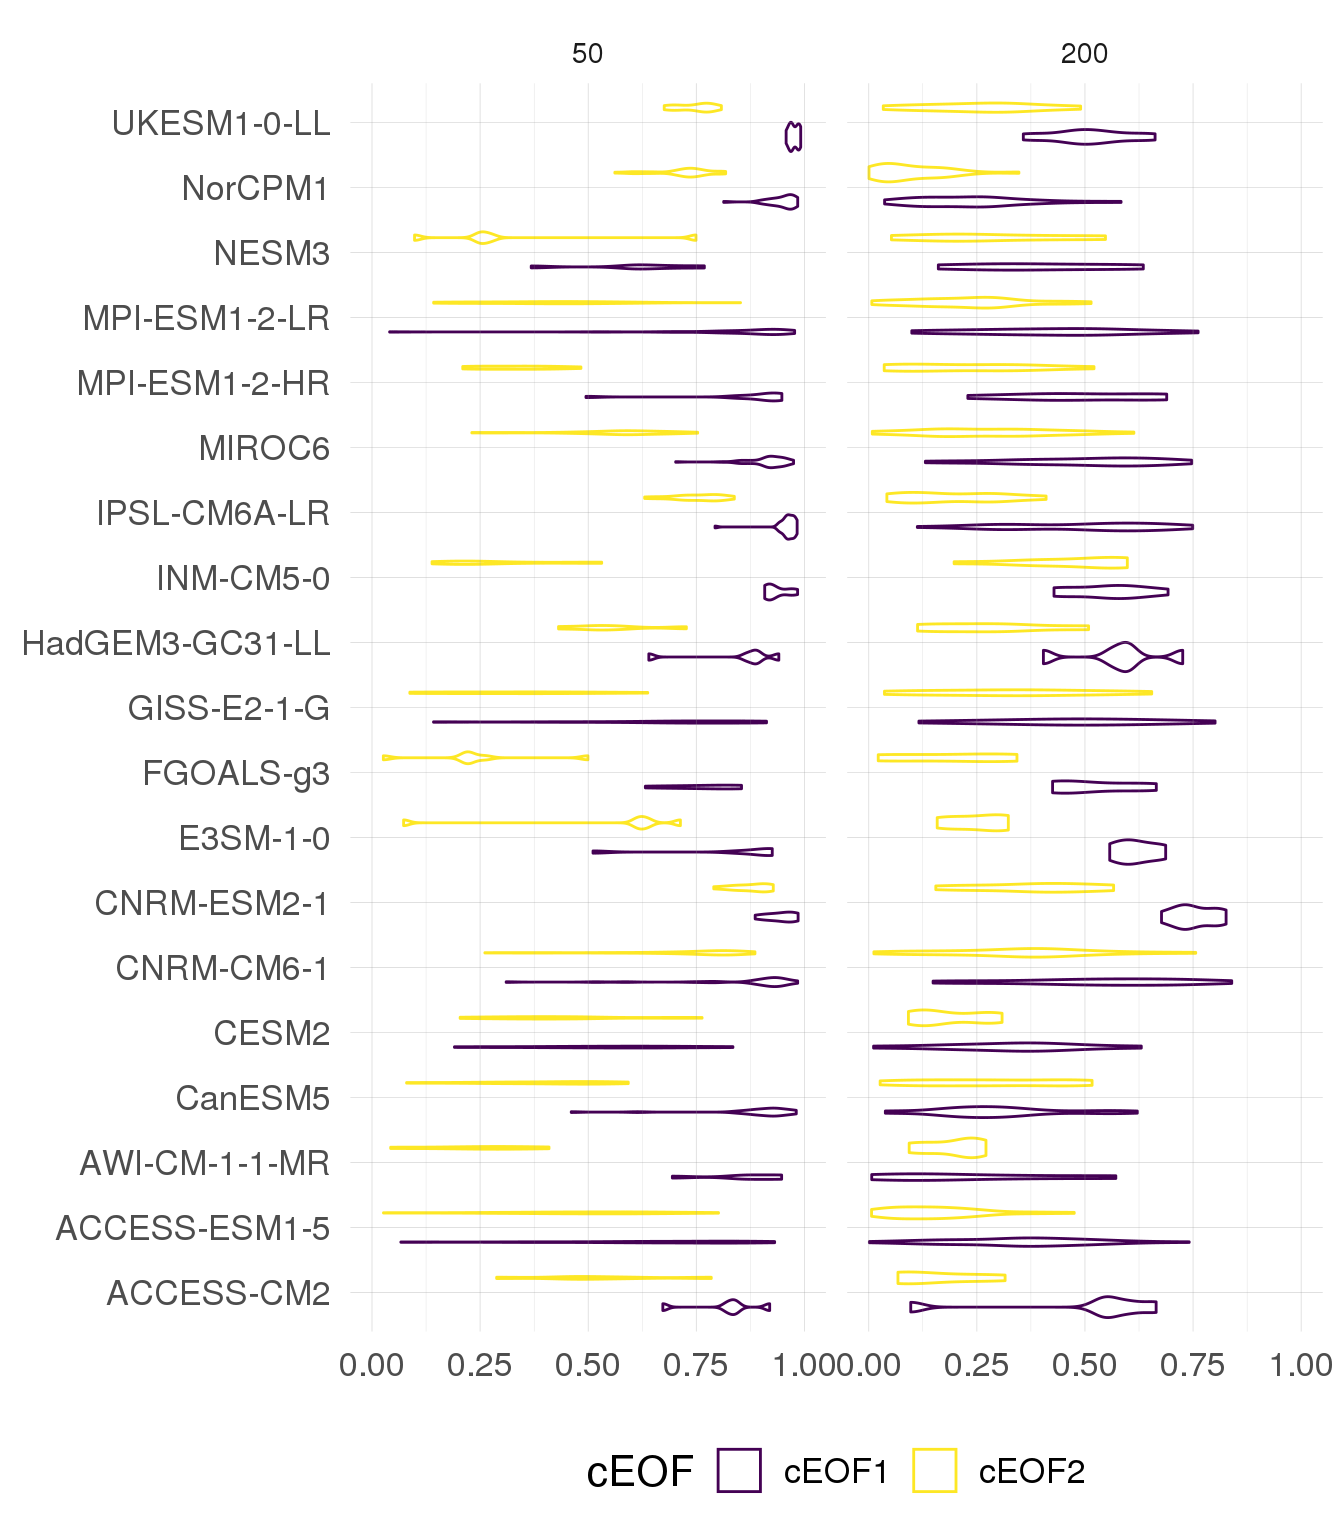 50 200
UKESM1-0-LL
NorCPM1
NESM3
MPI-ESM1-2-LR
MPI-ESM1-2-HR
MIROC6
IPSL-CM6A-LR
INM-CM5-0
HadGEM3-GC31-LL
GISS-E2-1-G
FGOALS-g3
E3SM-1-0
CNRM-ESM2-1
CNRM-CM6-1
CESM2
CanESM5
AWI-CM-1-1-MR
ACCESS-ESM1-5
ACCESS-CM2
0.00 0.25 0.50 0.75 1.00 0.00 0.25 0.50 0.75 1.00
cEOF cEOF1 cEOF2